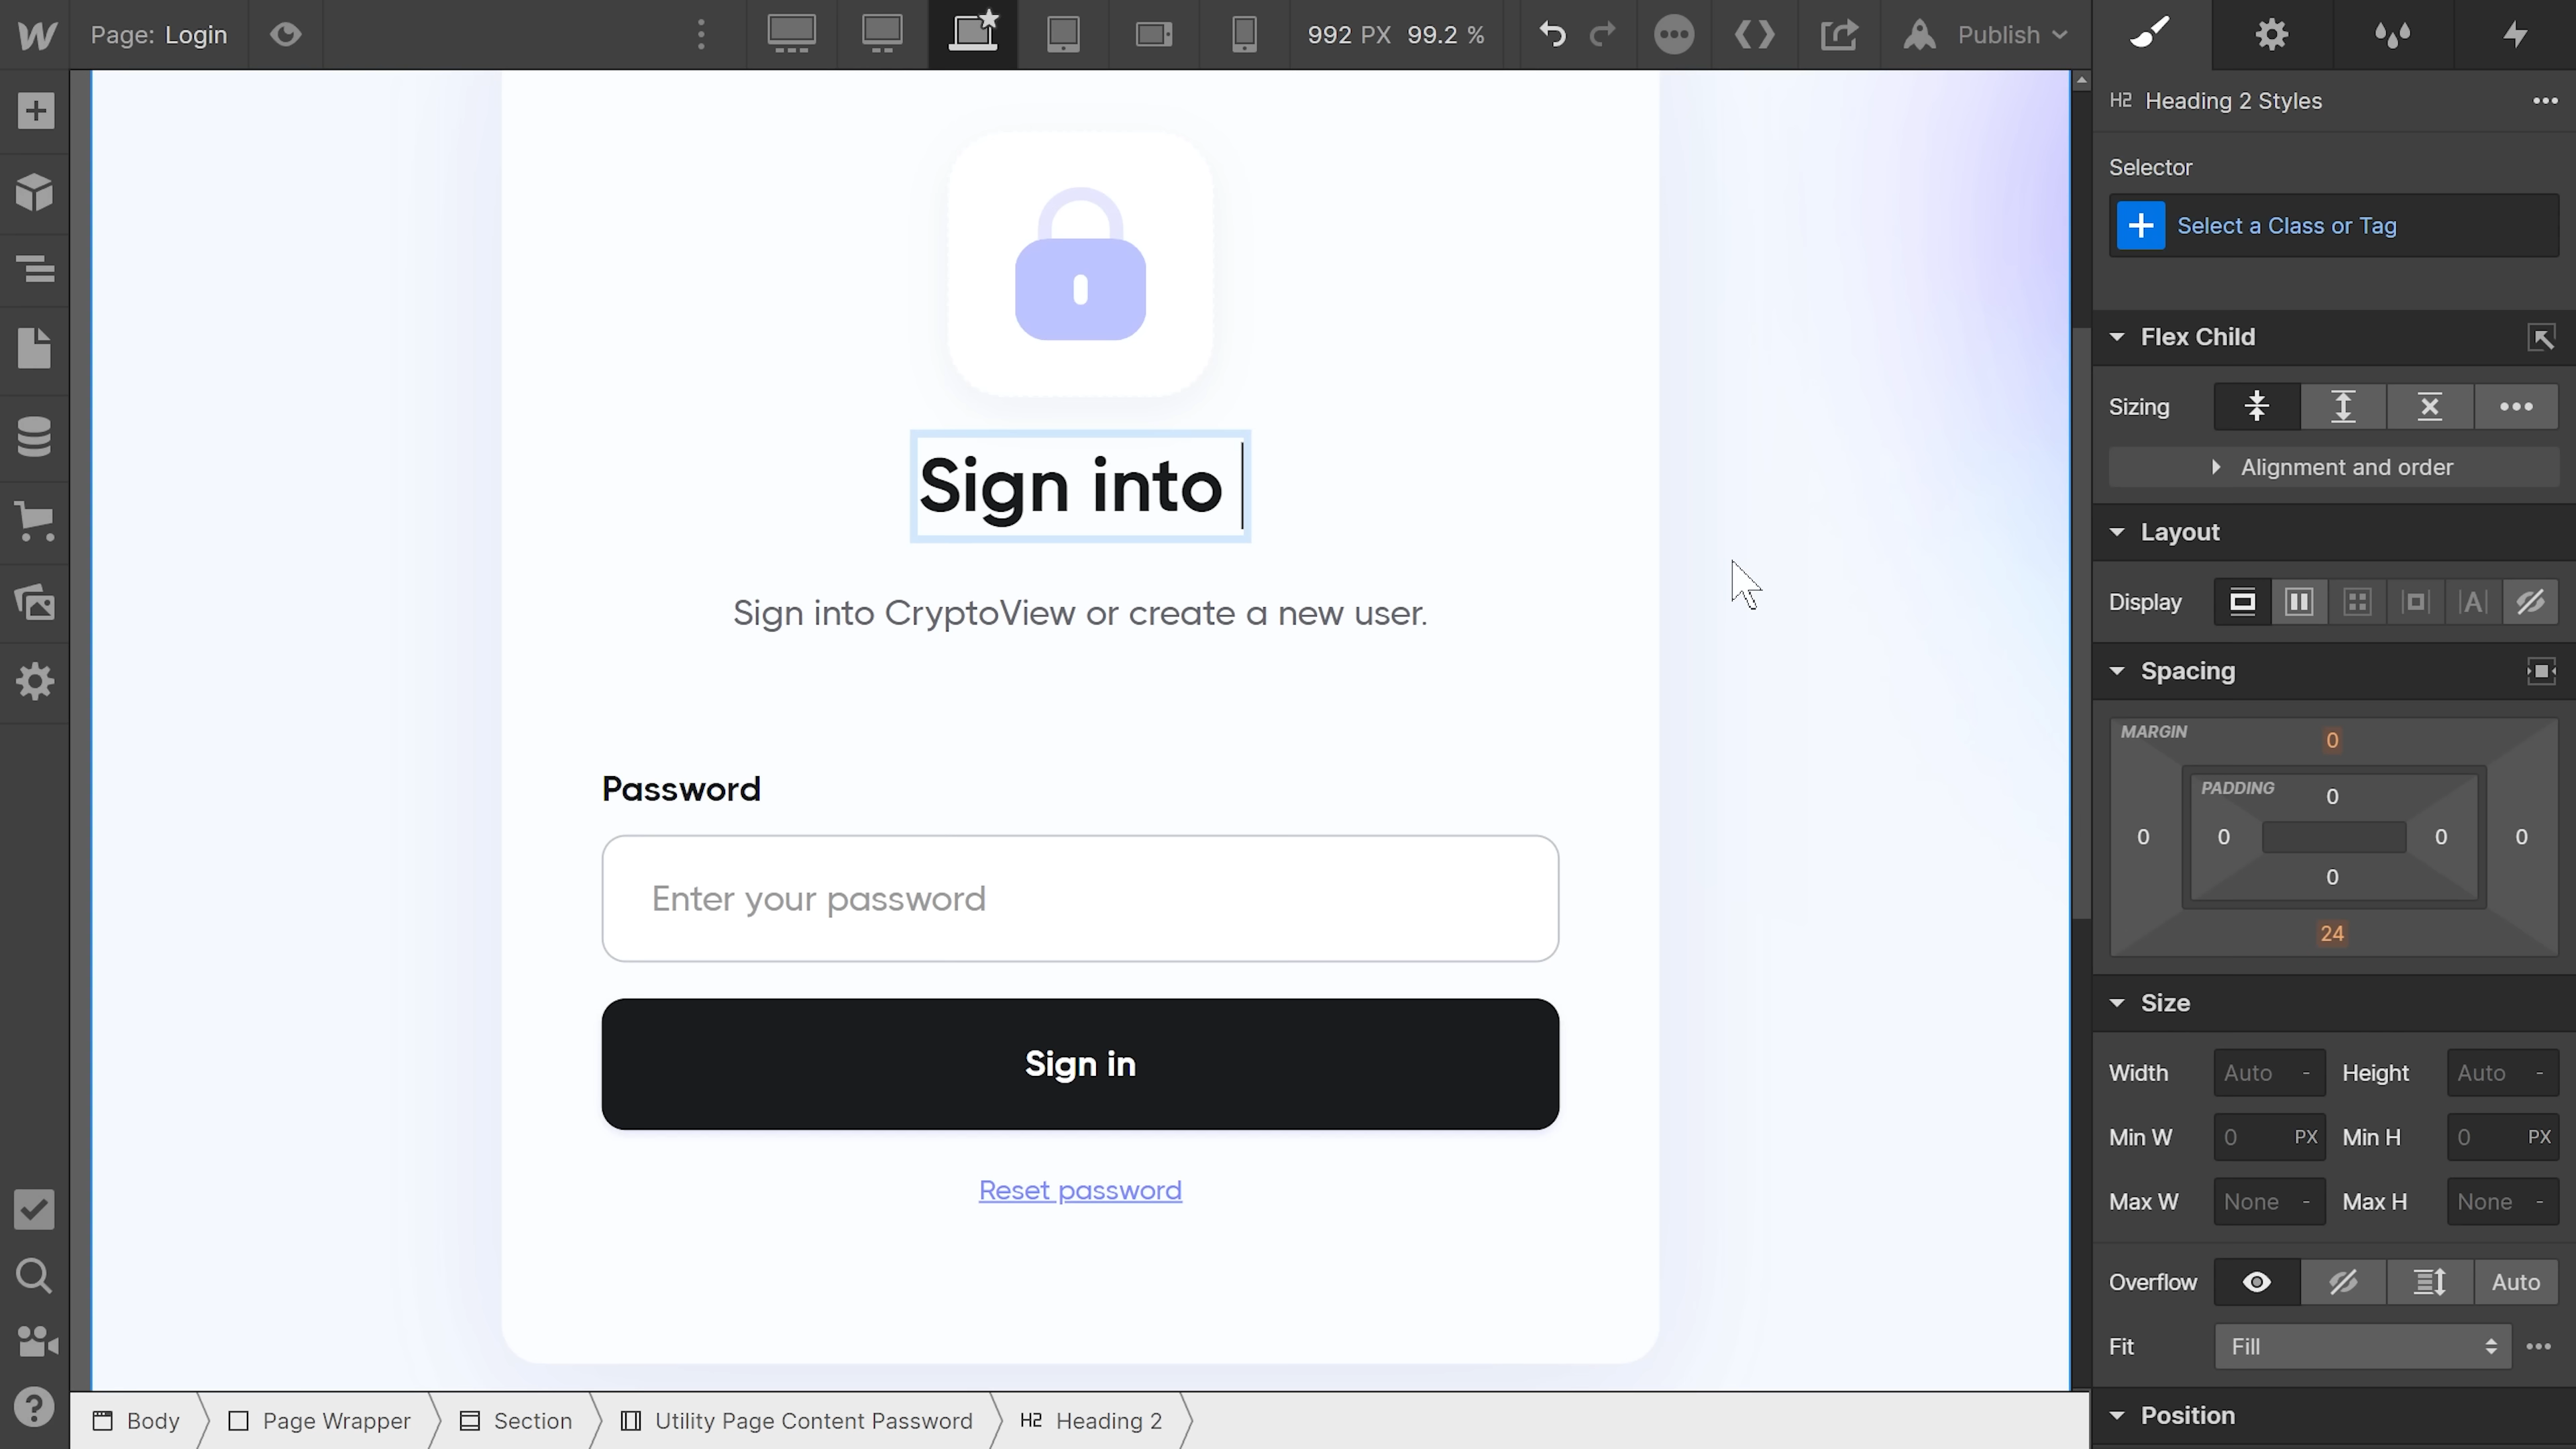 Page: Login
992 PX 99.2 %
Publish
H2 Heading 2 Styles
Selector
Select a Class or Tag
Flex Child
Sizing
Alignment and order
Layout
Display
Spacing
MARGIN
0
PADDING
0
0 0 0 0
0
24
Size
Width Auto - Height Auto -
Min W 0 PX Min H 0 PX
Max W None - Max H None -
Overflow Auto
Fit Fill
Position
Sign into
Sign into CryptoView or create a new user.
Password
Enter your password
Sign in
Reset password
Body Page Wrapper Section Utility Page Content Password H2 Heading 2